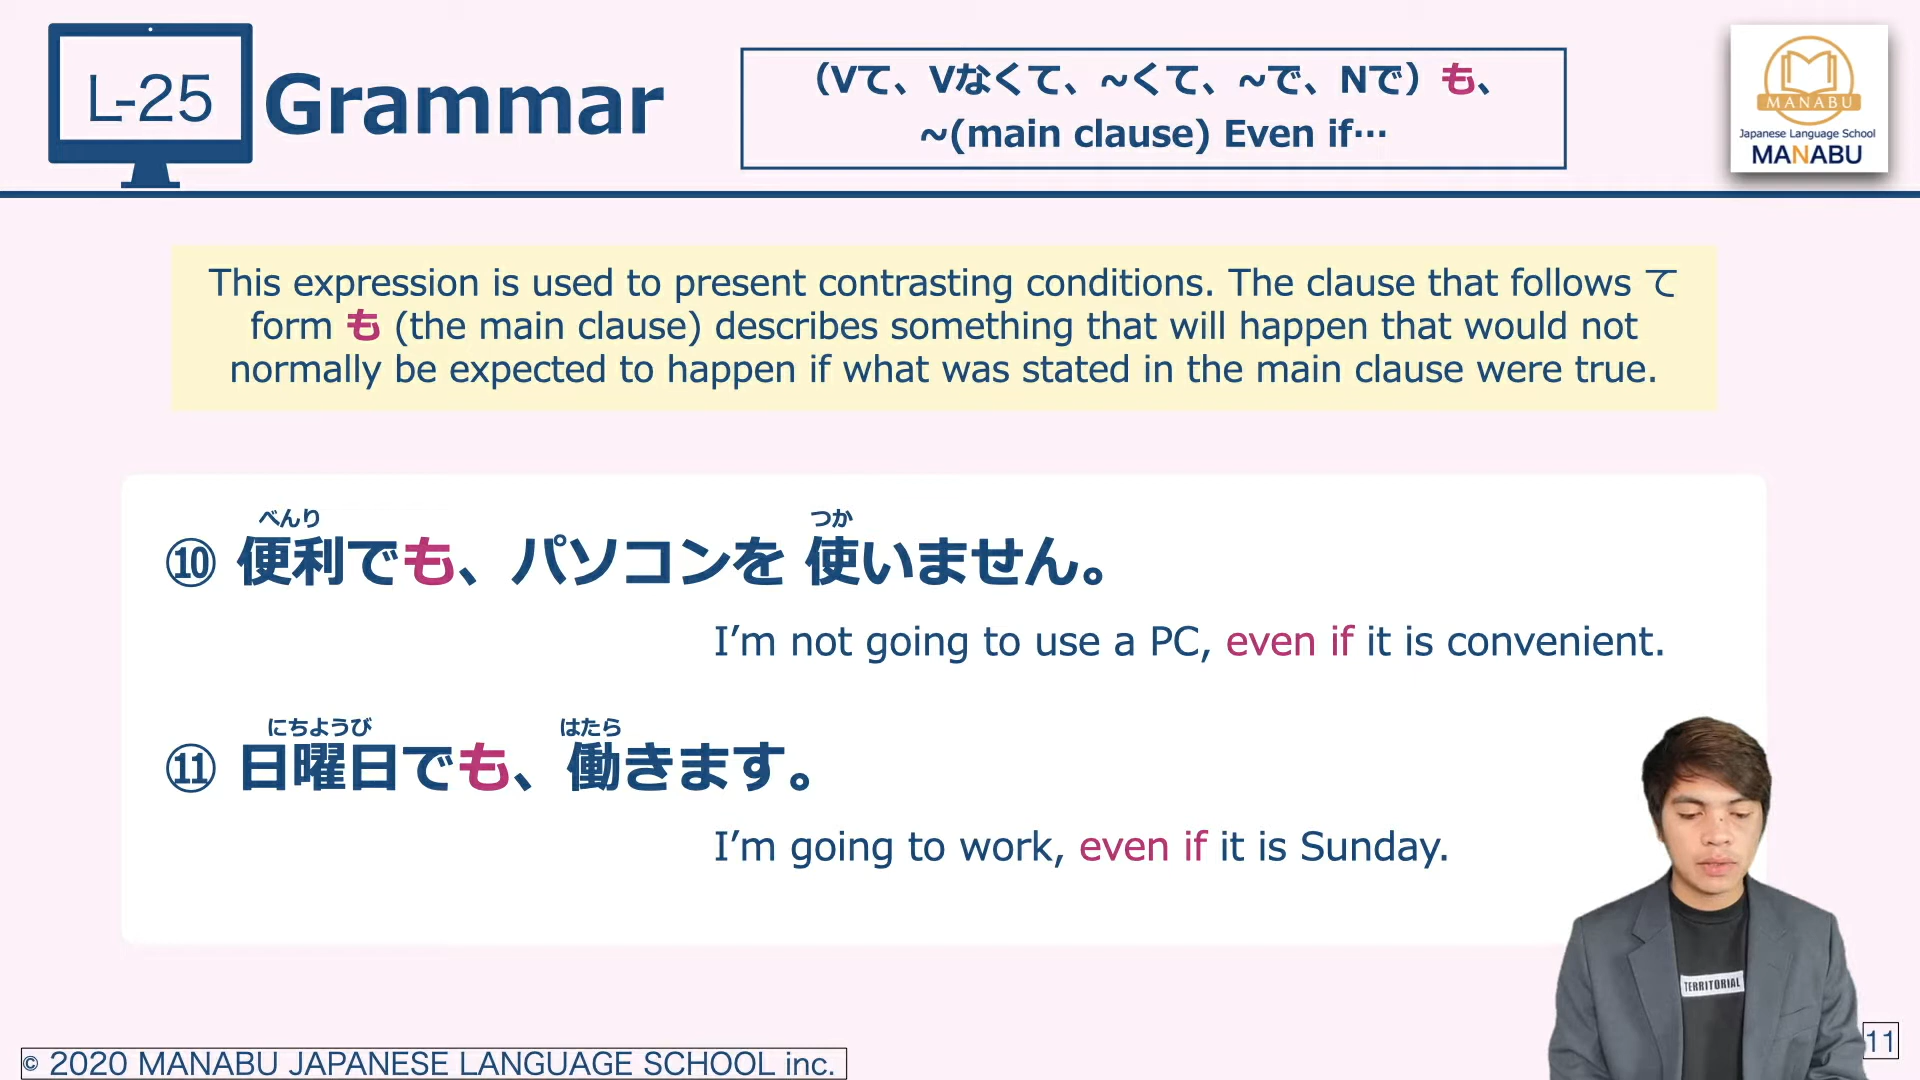 L-25
Grammar
（Vて、Vなくて、~くて、~で、Nで）も、
~(main clause) Even if…
MANABU
Japanese Language School
MANABU
This expression is used to present contrasting conditions. The clause that follows て
form も (the main clause) describes something that will happen that would not
normally be expected to happen if what was stated in the main clause were true.
べんり つか
⑩ 便利でも、パソコンを 使いません。
I’m not going to use a PC, even if it is convenient.
にちようび はたら
⑪ 日曜日でも、働きます。
I’m going to work, even if it is Sunday.
TERRITORIAL
11
© 2020 MANABU JAPANESE LANGUAGE SCHOOL inc.